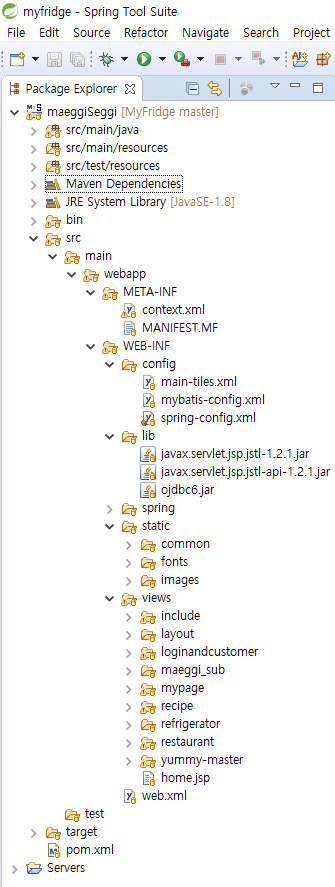 myfridge - Spring Tool Suite
File Edit Source Refactor Navigate Search Project
Package Explorer
maeggiSeggi [MyFridge master]
src/main/java
src/main/resources
src/test/resources
Maven Dependencies
JRE System Library [JavaSE-1.8]
bin
src
main
webapp
META-INF
context.xml
MANIFEST.MF
WEB-INF
config
main-tiles.xml
mybatis-config.xml
spring-config.xml
lib
javax.servlet.jsp.jstl-1.2.1.jar
javax.servlet.jsp.jstl-api-1.2.1.jar
ojdbc6.jar
spring
static
common
fonts
images
views
include
layout
loginandcustomer
maeggi_sub
mypage
recipe
refrigerator
restaurant
yummy-master
home.jsp
web.xml
test
target
pom.xml
Servers